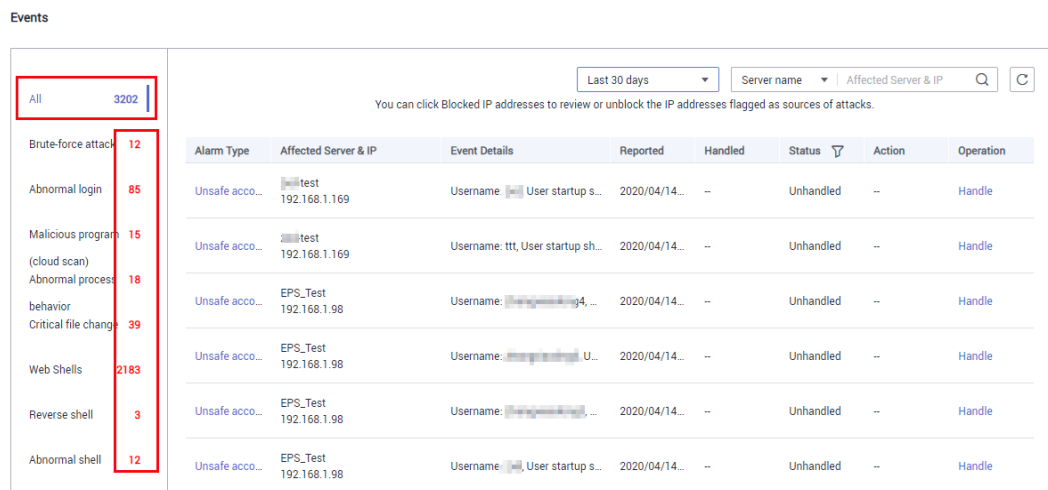 Events
All 3202
Brute-force attack 12
Abnormal login 85
Malicious program 15
(cloud scan)
Abnormal process 18
behavior
Critical file change 39
Web Shells 2183
Reverse shell 3
Abnormal shell 12
Last 30 days Server name Affected Server & IP
You can click Blocked IP addresses to review or unblock the IP addresses flagged as sources of attacks.
Alarm Type Affected Server & IP Event Details Reported Handled Status Action Operation
Unsafe acco... test Username: User startup s... 2020/04/14... -- Unhandled -- Handle
192.168.1.169
Unsafe acco... -test Username: ttt, User startup sh... 2020/04/14... -- Unhandled -- Handle
192.168.1.169
Unsafe acco... EPS_Test Username: g4, ... 2020/04/14... -- Unhandled -- Handle
192.168.1.98
Unsafe acco... EPS_Test Username: , U... 2020/04/14... -- Unhandled -- Handle
192.168.1.98
Unsafe acco... EPS_Test Username: , ... 2020/04/14... -- Unhandled -- Handle
192.168.1.98
Unsafe acco... EPS_Test Username: , User startup s... 2020/04/14... -- Unhandled -- Handle
192.168.1.98